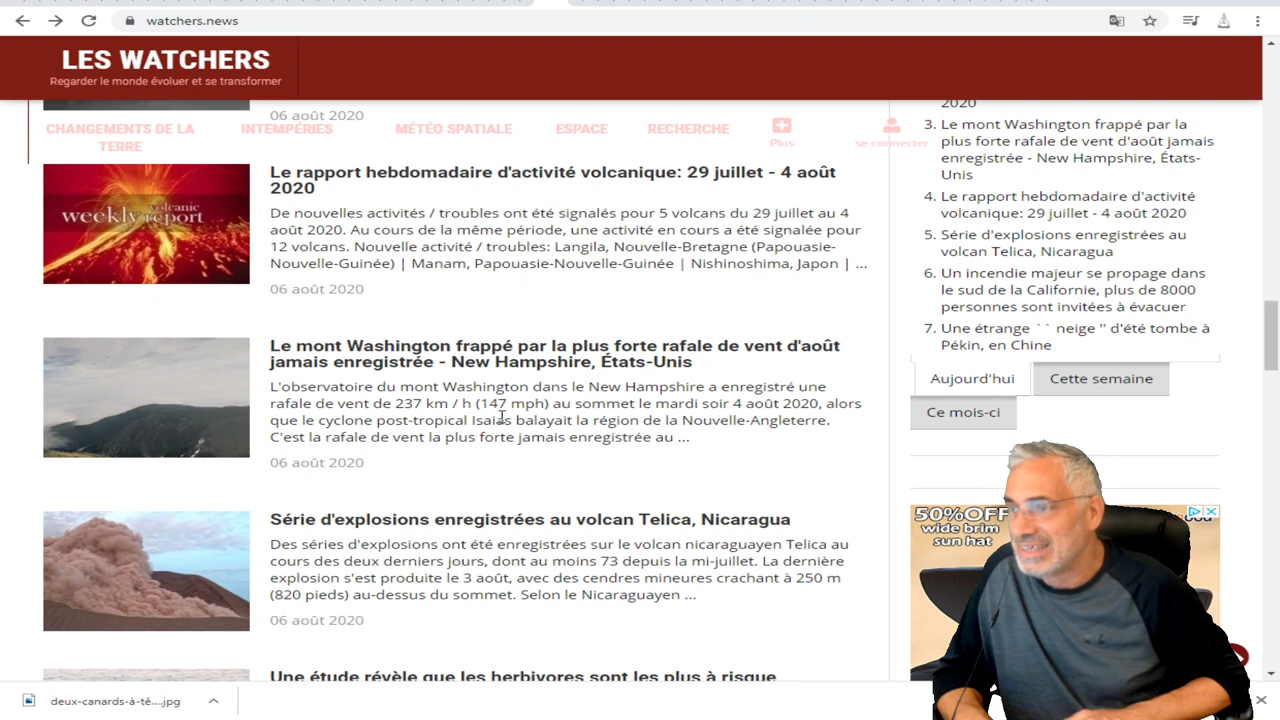 watchers.news
LES WATCHERS
Regarder le monde évoluer et se transformer
06 août 2020
CHANGEMENTS DE LA
TERRE
INTEMPÉRIES
MÉTÉO SPATIALE
ESPACE
RECHERCHE
Plus
se connecter
weekly report
volcanic
Le rapport hebdomadaire d'activité volcanique: 29 juillet - 4 août
2020
De nouvelles activités / troubles ont été signalés pour 5 volcans du 29 juillet au 4
août 2020. Au cours de la même période, une activité en cours a été signalée pour
12 volcans. Nouvelle activité / troubles: Langila, Nouvelle-Bretagne (Papouasie-
Nouvelle-Guinée) | Manam, Papouasie-Nouvelle-Guinée | Nishinoshima, Japon | ...
06 août 2020
Le mont Washington frappé par la plus forte rafale de vent d'août
jamais enregistrée - New Hampshire, États-Unis
L'observatoire du mont Washington dans le New Hampshire a enregistré une
rafale de vent de 237 km / h (147 mph) au sommet le mardi soir 4 août 2020, alors
que le cyclone post-tropical Isaias balayait la région de la Nouvelle-Angleterre.
C'est la rafale de vent la plus forte jamais enregistrée au ...
06 août 2020
Série d'explosions enregistrées au volcan Telica, Nicaragua
Des séries d'explosions ont été enregistrées sur le volcan nicaraguayen Telica au
cours des deux derniers jours, dont au moins 73 depuis la mi-juillet. La dernière
explosion s'est produite le 3 août, avec des cendres mineures crachant à 250 m
(820 pieds) au-dessus du sommet. Selon le Nicaraguayen ...
06 août 2020
Une étude révèle que les herbivores sont les plus à risque
2020
3. Le mont Washington frappé par la
plus forte rafale de vent d'août jamais
enregistrée - New Hampshire, États-
Unis
4. Le rapport hebdomadaire d'activité
volcanique: 29 juillet - 4 août 2020
5. Série d'explosions enregistrées au
volcan Telica, Nicaragua
6. Un incendie majeur se propage dans
le sud de la Californie, plus de 8000
personnes sont invitées à évacuer
7. Une étrange `` neige '' d'été tombe à
Pékin, en Chine
Aujourd'hui
Cette semaine
Ce mois-ci
50%OFF
wide brim
sun hat
deux-canards-à-tê....jpg